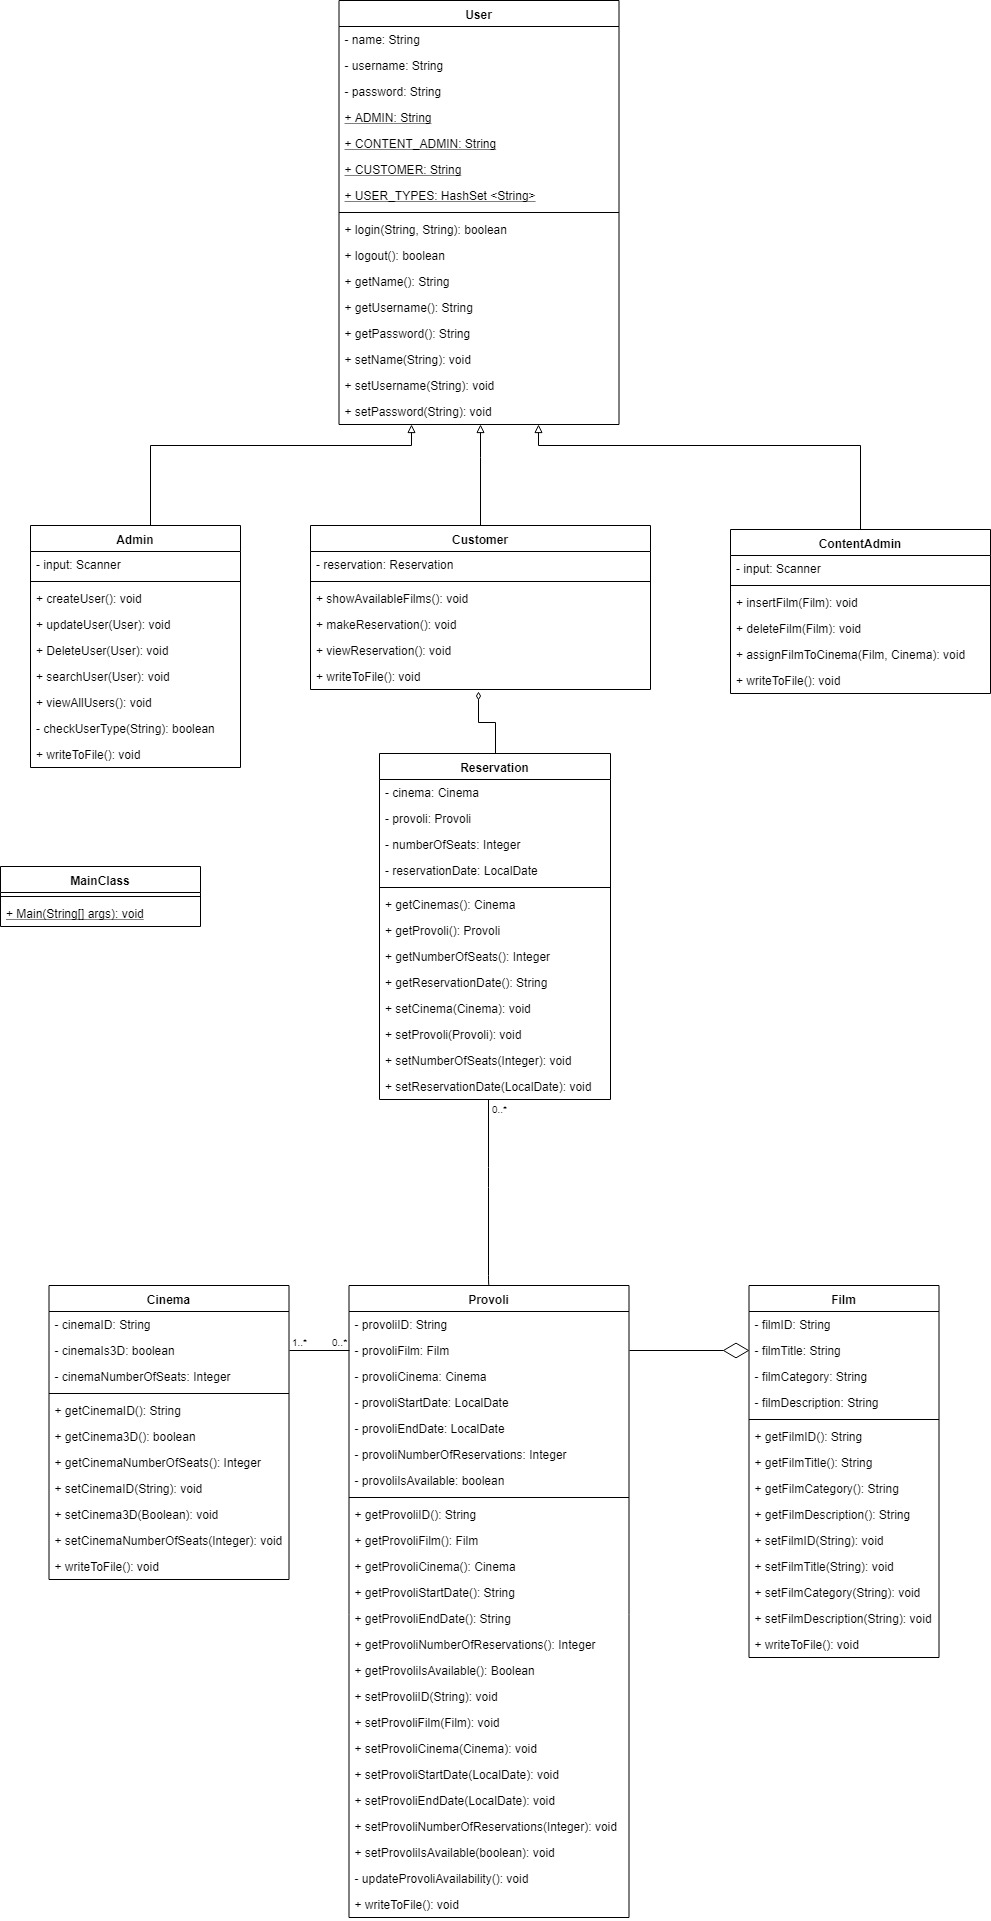 User
- name: String
- username: String
- password: String
+ ADMIN: String
+ CONTENT_ADMIN: String
+ CUSTOMER: String
+ USER_TYPES: HashSet <String>
+ login(String, String): boolean
+ logout(): boolean
+ getName(): String
+ getUsername(): String
+ getPassword(): String
+ setName(String): void
+ setUsername(String): void
+ setPassword(String): void
Admin
- input: Scanner
+ createUser(): void
+ updateUser(User): void
+ DeleteUser(User): void
+ searchUser(User): void
+ viewAllUsers(): void
- checkUserType(String): boolean
+ writeToFile(): void
Customer
- reservation: Reservation
+ showAvailableFilms(): void
+ makeReservation(): void
+ viewReservation(): void
+ writeToFile(): void
ContentAdmin
- input: Scanner
+ insertFilm(Film): void
+ deleteFilm(Film): void
+ assignFilmToCinema(Film, Cinema): void
+ writeToFile(): void
Reservation
- cinema: Cinema
- provoli: Provoli
- numberOfSeats: Integer
- reservationDate: LocalDate
+ getCinemas(): Cinema
+ getProvoli(): Provoli
+ getNumberOfSeats(): Integer
+ getReservationDate(): String
+ setCinema(Cinema): void
+ setProvoli(Provoli): void
+ setNumberOfSeats(Integer): void
+ setReservationDate(LocalDate): void
0..*
MainClass
+ Main(String[] args): void
Cinema
- cinemaID: String
- cinemaIs3D: boolean
- cinemaNumberOfSeats: Integer
+ getCinemaID(): String
+ getCinema3D(): boolean
+ getCinemaNumberOfSeats(): Integer
+ setCinemaID(String): void
+ setCinema3D(Boolean): void
+ setCinemaNumberOfSeats(Integer): void
+ writeToFile(): void
1..*
0..*
Provoli
- provoliID: String
- provoliFilm: Film
- provoliCinema: Cinema
- provoliStartDate: LocalDate
- provoliEndDate: LocalDate
- provoliNumberOfReservations: Integer
- provoliIsAvailable: boolean
+ getProvoliID(): String
+ getProvoliFilm(): Film
+ getProvoliCinema(): Cinema
+ getProvoliStartDate(): String
+ getProvoliEndDate(): String
+ getProvoliNumberOfReservations(): Integer
+ getProvoliIsAvailable(): Boolean
+ setProvoliID(String): void
+ setProvoliFilm(Film): void
+ setProvoliCinema(Cinema): void
+ setProvoliStartDate(LocalDate): void
+ setProvoliEndDate(LocalDate): void
+ setProvoliNumberOfReservations(Integer): void
+ setProvoliIsAvailable(boolean): void
- updateProvoliAvailability(): void
+ writeToFile(): void
Film
- filmID: String
- filmTitle: String
- filmCategory: String
- filmDescription: String
+ getFilmID(): String
+ getFilmTitle(): String
+ getFilmCategory(): String
+ getFilmDescription(): String
+ setFilmID(String): void
+ setFilmTitle(String): void
+ setFilmCategory(String): void
+ setFilmDescription(String): void
+ writeToFile(): void